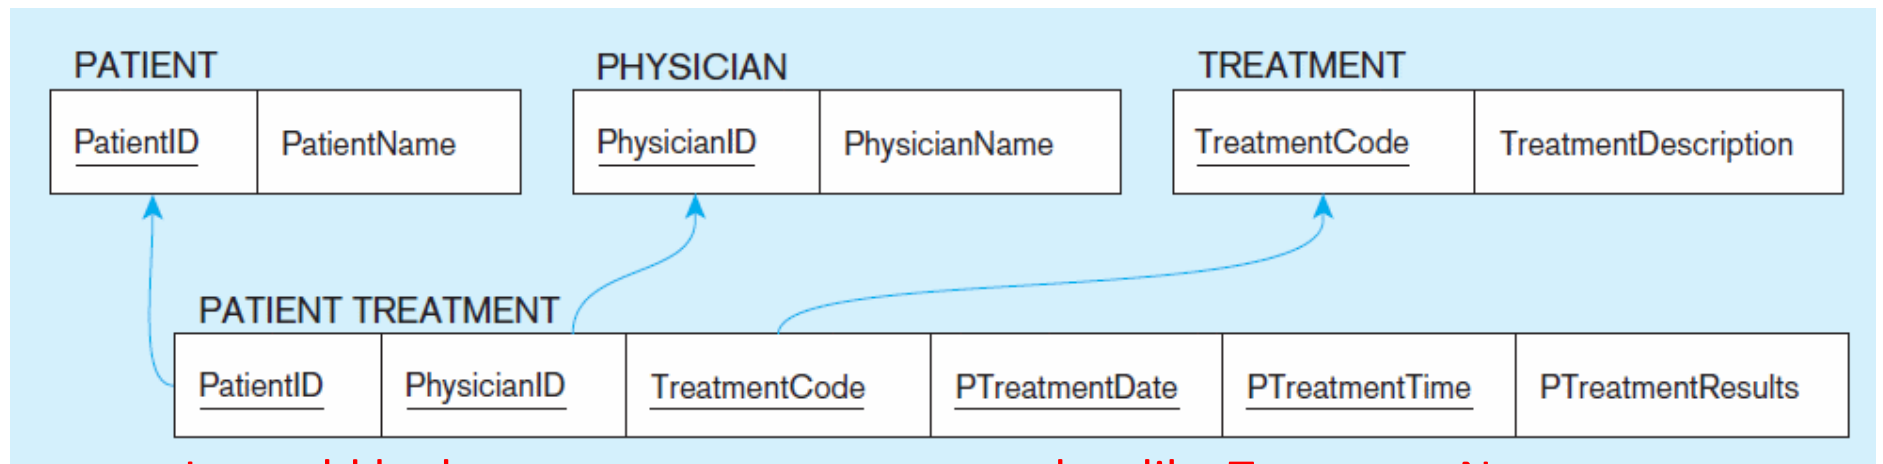 PATIENT
PHYSICIAN
TREATMENT
PatientID PatientName
PhysicianID PhysicianName
TreatmentCode TreatmentDescription
PATIENT TREATMENT
PatientID PhysicianID TreatmentCode PTreatmentDate PTreatmentTime PTreatmentResults